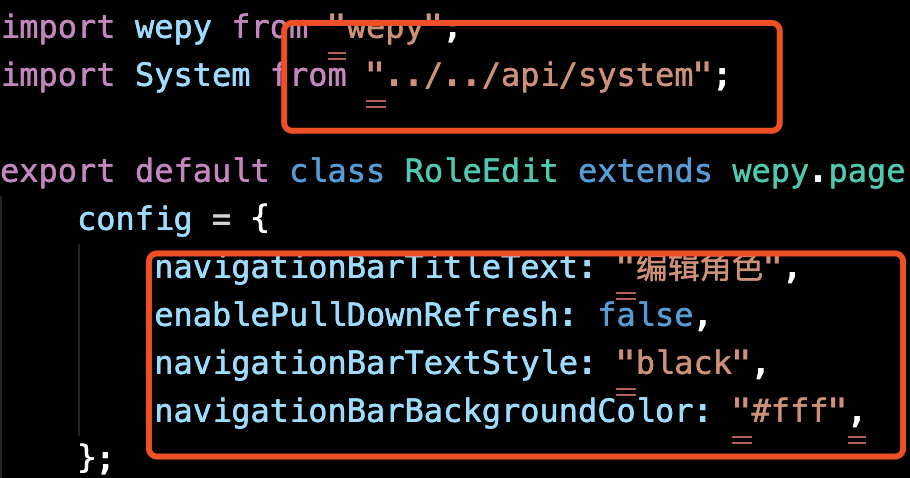 import wepy from "wepy";
import System from "../../api/system";
export default class RoleEdit extends wepy.page
config = {
navigationBarTitleText: "编辑角色",
enablePullDownRefresh: false,
navigationBarTextStyle: "black",
navigationBarBackgroundColor: "#fff",
};